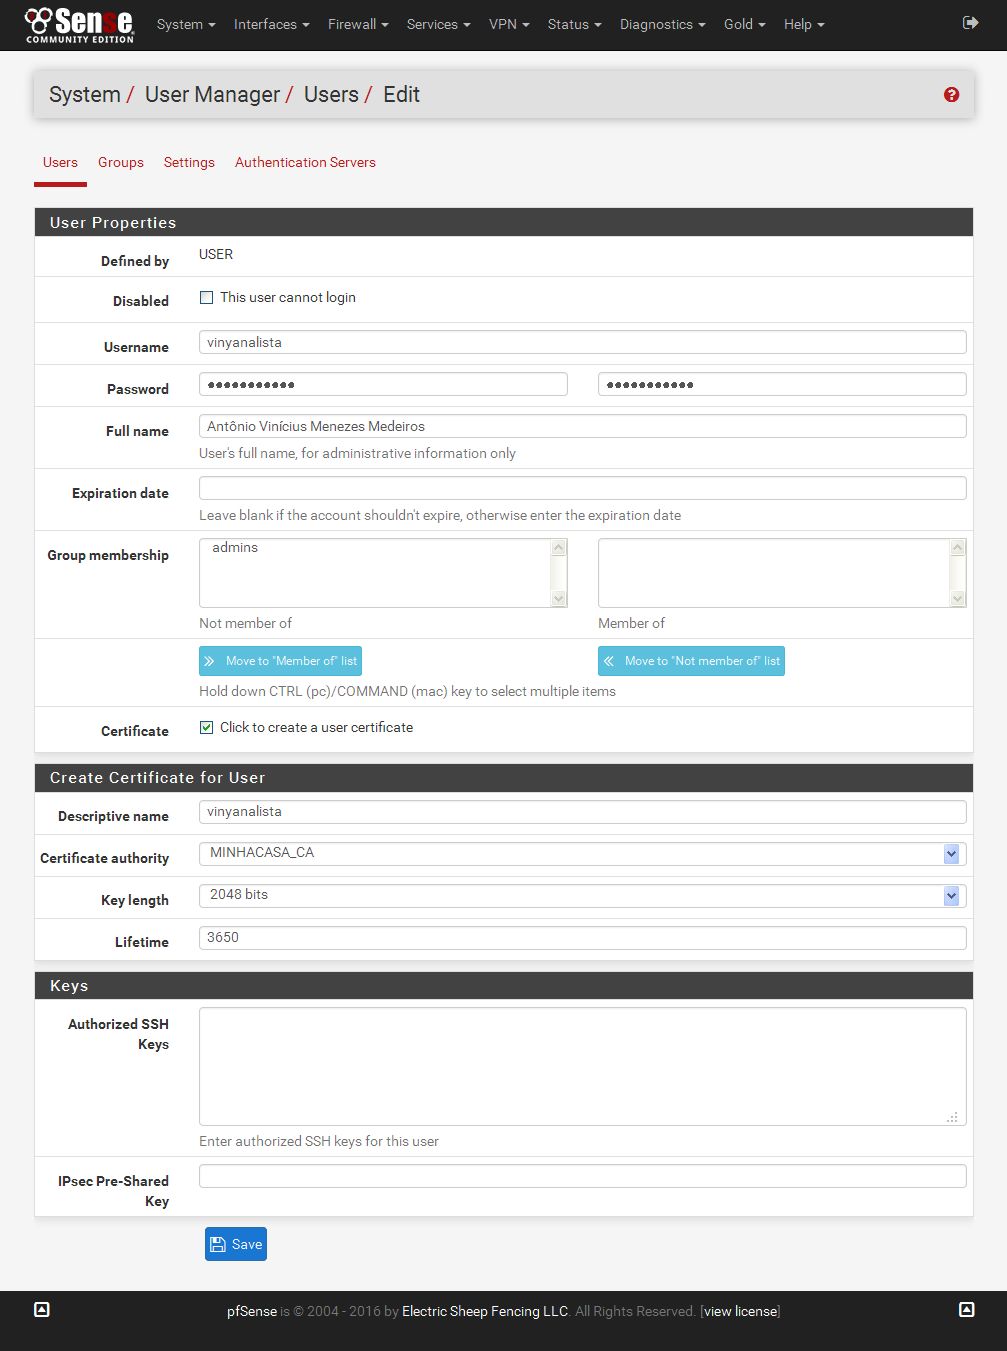 Sense
COMMUNITY EDITION
System Interfaces Firewall Services VPN Status Diagnostics Gold Help
System / User Manager / Users / Edit
Users Groups Settings Authentication Servers
User Properties
Defined by USER
Disabled This user cannot login
Username vinyanalista
Password ••••••••••• •••••••••••
Full name Antônio Vinícius Menezes Medeiros
User's full name, for administrative information only
Expiration date
Leave blank if the account shouldn't expire, otherwise enter the expiration date
Group membership admins
Not member of Member of
Move to "Member of" list Move to "Not member of" list
Hold down CTRL (pc)/COMMAND (mac) key to select multiple items
Certificate Click to create a user certificate
Create Certificate for User
Descriptive name vinyanalista
Certificate authority MINHACASA_CA
Key length 2048 bits
Lifetime 3650
Keys
Authorized SSH
Keys
Enter authorized SSH keys for this user
IPsec Pre-Shared
Key
Save
pfSense is © 2004 - 2016 by Electric Sheep Fencing LLC. All Rights Reserved. [view license]